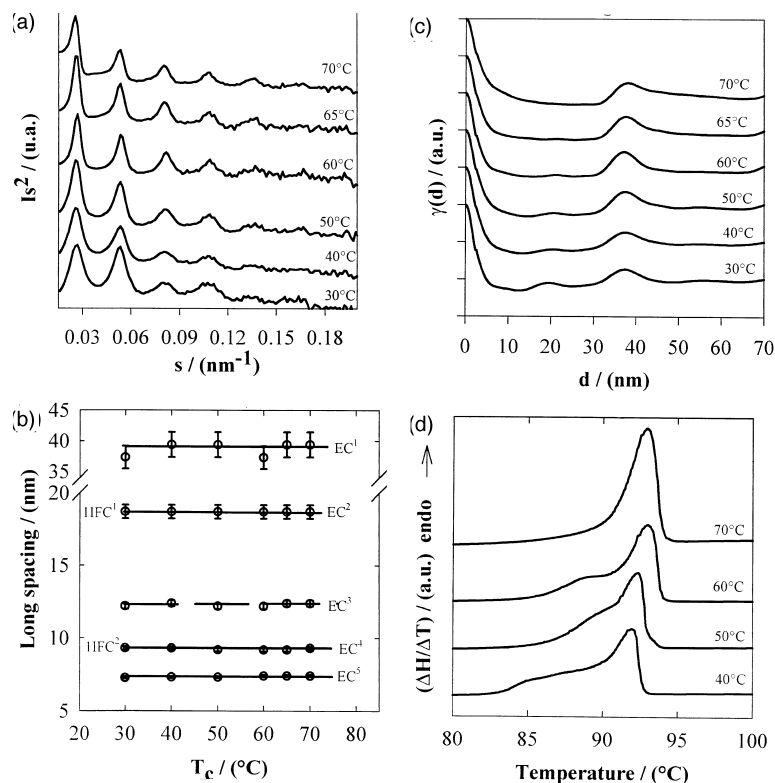 (a)
Is² / (u.a.)
70°C
65°C
60°C
50°C
40°C
30°C
0.03 0.06 0.09 0.12 0.15 0.18
s / (nm⁻¹)
(c)
γ(d) / (a.u.)
70°C
65°C
60°C
50°C
40°C
30°C
0 10 20 30 40 50 60 70
d / (nm)
(b)
Long spacing / (nm)
45
40
35
20
15
10
5
EC¹
HFC¹
EC²
EC³
HFC²
EC⁴
EC⁵
20 30 40 50 60 70 80
T_c / (°C)
(d)
(ΔH/ΔT) / (a.u.) endo
70°C
60°C
50°C
40°C
80 85 90 95 100
Temperature / (°C)